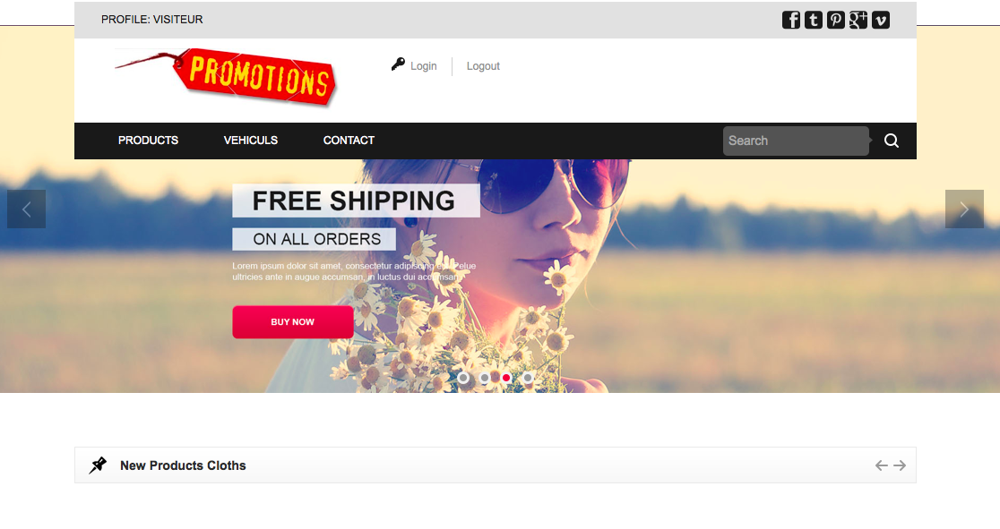 PROFILE: VISITEUR
PROMOTIONS
Login
Logout
PRODUCTS
VEHICULS
CONTACT
Search
FREE SHIPPING
ON ALL ORDERS
Lorem ipsum dolor sit amet, consectetur adipiscing elit. Pelue
ultricies ante in augue accumsan, in luctus dui accumsan.
BUY NOW
New Products Cloths